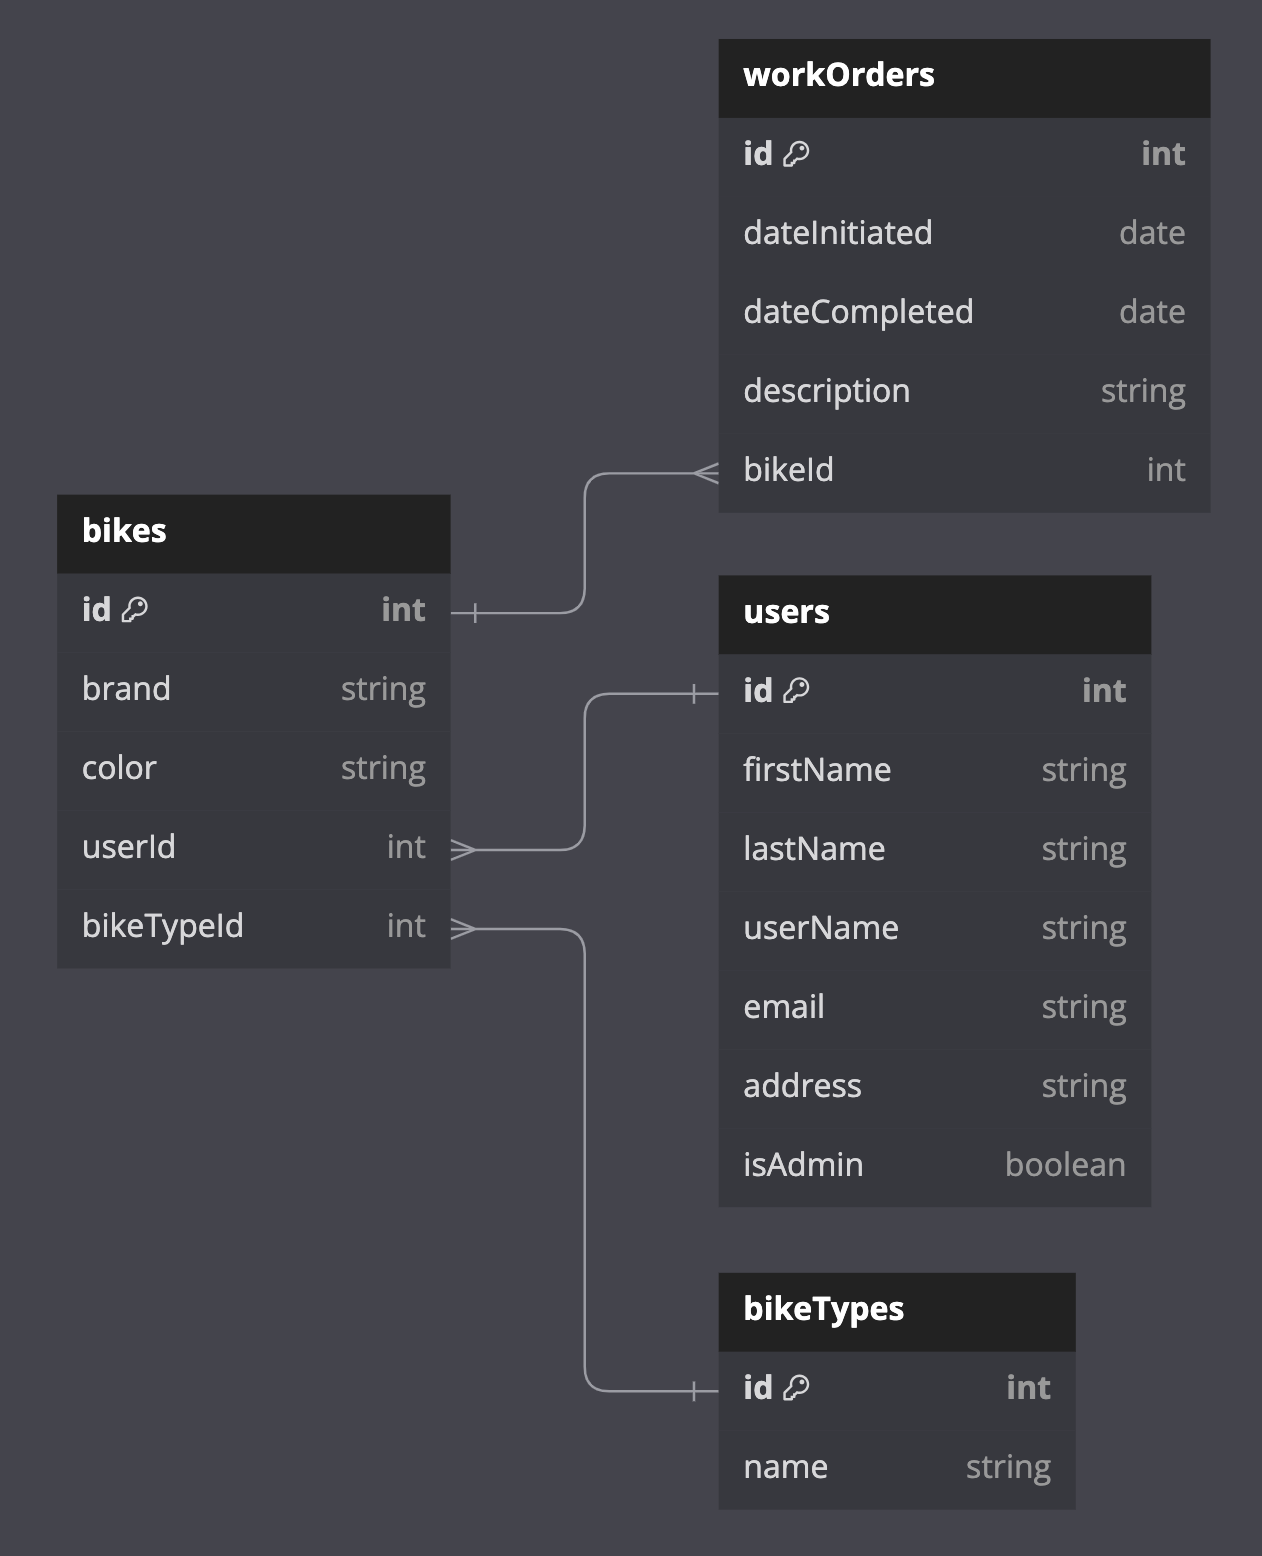 workOrders
id int
dateInitiated date
dateCompleted date
description string
bikeId int
bikes
id int
brand string
color string
userId int
bikeTypeId int
users
id int
firstName string
lastName string
userName string
email string
address string
isAdmin boolean
bikeTypes
id int
name string